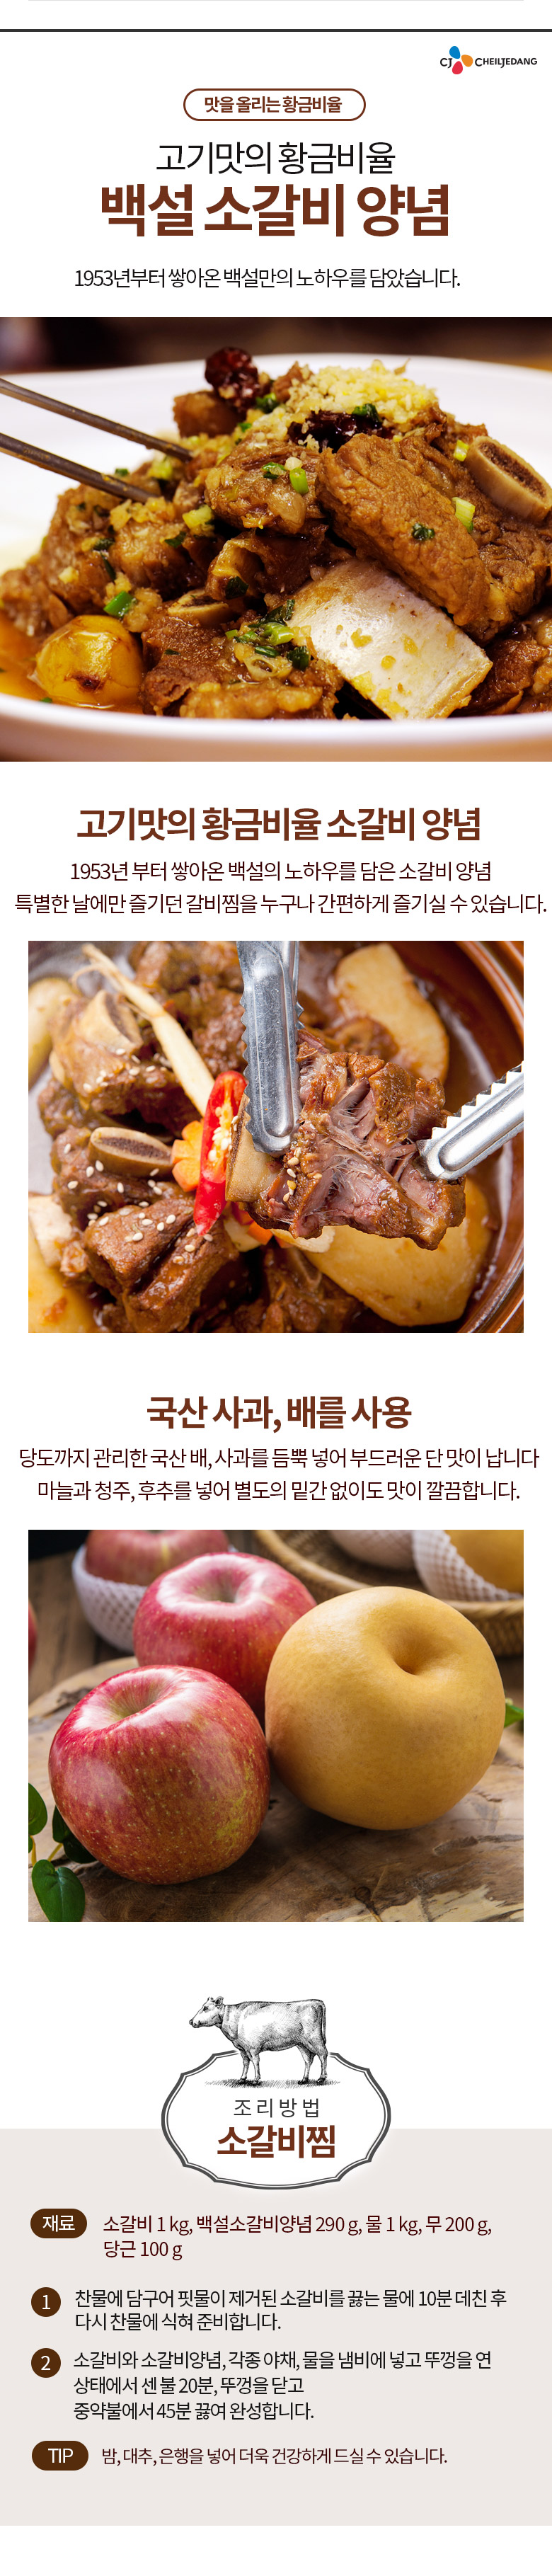 CJ CHEILJEDANG
맛을 올리는 황금비율
고기맛의 황금비율
백설 소갈비 양념
1953년부터 쌓아온 백설만의 노하우를 담았습니다.
고기맛의 황금비율 소갈비 양념
1953년 부터 쌓아온 백설의 노하우를 담은 소갈비 양념
특별한 날에만 즐기던 갈비찜을 누구나 간편하게 즐기실 수 있습니다.
국산 사과, 배를 사용
당도까지 관리한 국산 배, 사과를 듬뿍 넣어 부드러운 단 맛이 납니다
마늘과 청주, 후추를 넣어 별도의 밑간 없이도 맛이 깔끔합니다.
조리방법
소갈비찜
재료 소갈비 1 kg, 백설소갈비양념 290 g, 물 1 kg, 무 200 g,
당근 100 g
1 찬물에 담구어 핏물이 제거된 소갈비를 끓는 물에 10분 데친 후
다시 찬물에 식혀 준비합니다.
2 소갈비와 소갈비양념, 각종 야채, 물을 냄비에 넣고 뚜껑을 연
상태에서 센 불 20분, 뚜껑을 닫고
중약불에서 45분 끓여 완성합니다.
TIP 밤, 대추, 은행을 넣어 더욱 건강하게 드실 수 있습니다.